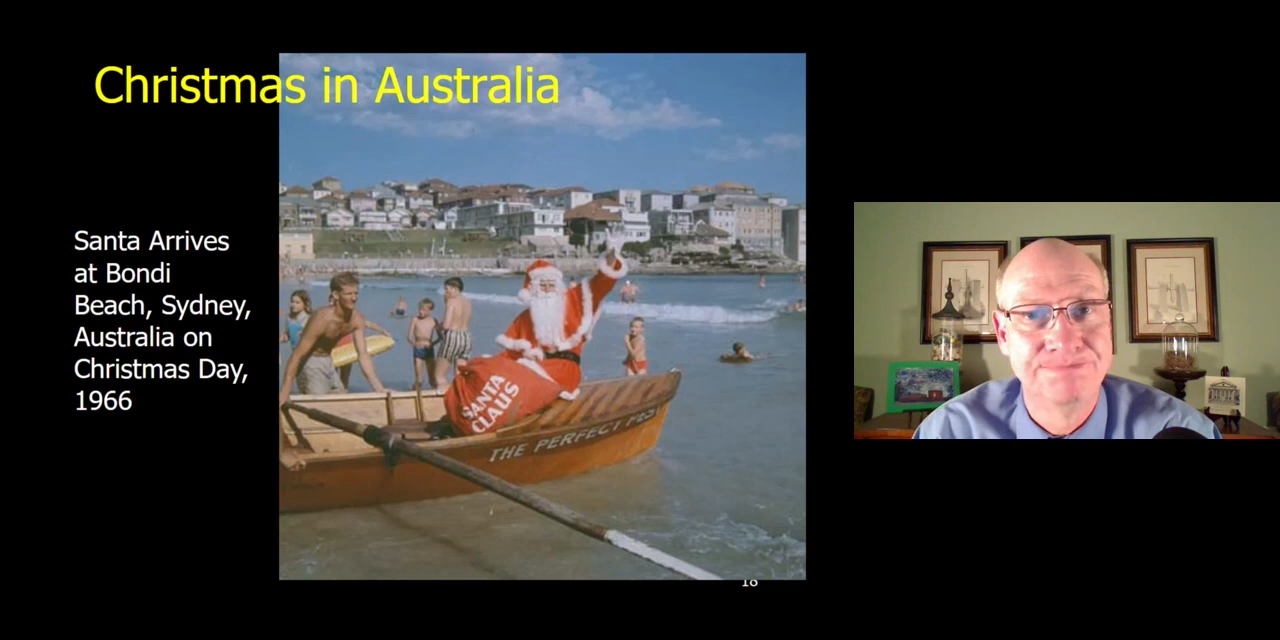 Christmas in Australia
Santa Arrives
at Bondi
Beach, Sydney,
Australia on
Christmas Day,
1966
SANTA
CLAUS
THE PERFECT
18